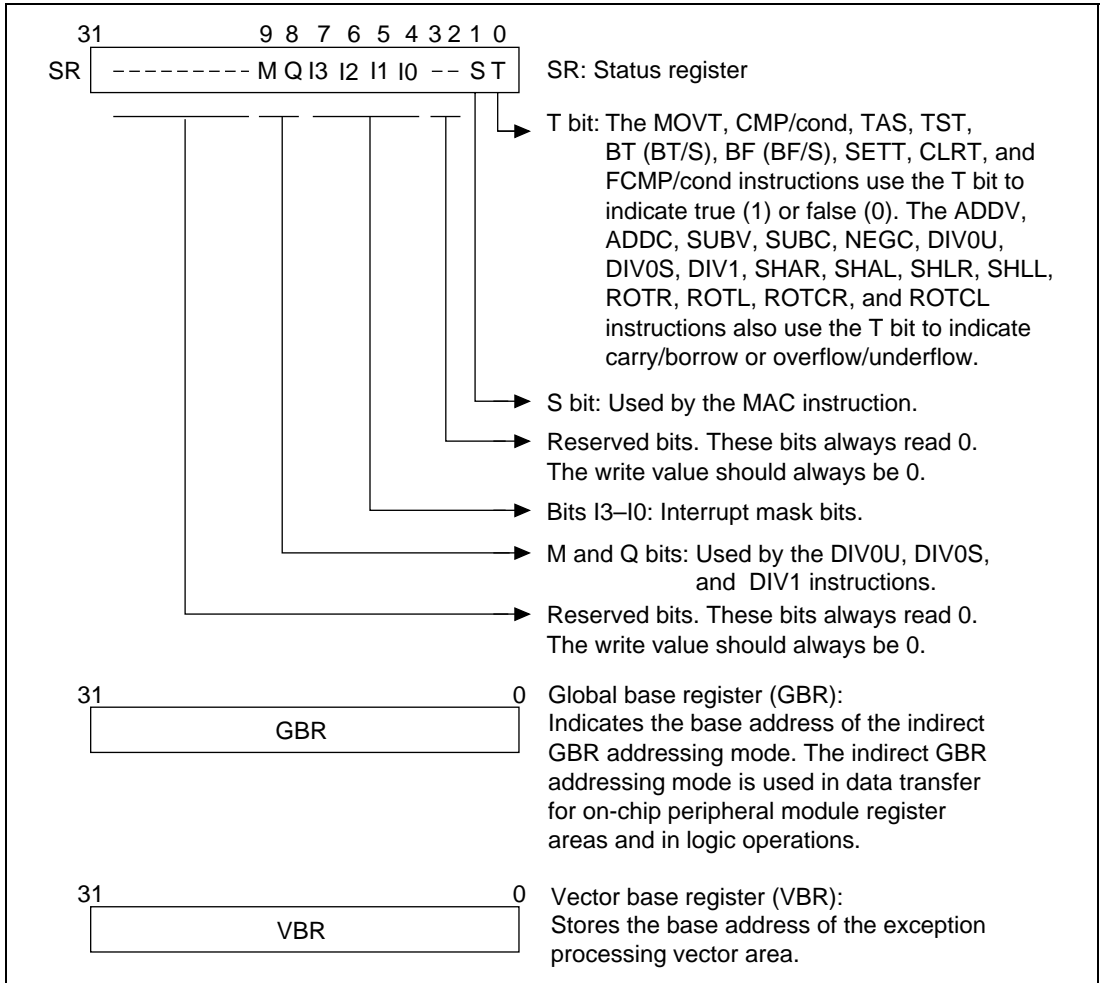 31 9 8 7 6 5 4 3 2 1 0
SR --------- M Q I3 I2 I1 I0 -- S T SR: Status register
T bit: The MOVT, CMP/cond, TAS, TST,
BT (BT/S), BF (BF/S), SETT, CLRT, and
FCMP/cond instructions use the T bit to
indicate true (1) or false (0). The ADDV,
ADDC, SUBV, SUBC, NEGC, DIV0U,
DIV0S, DIV1, SHAR, SHAL, SHLR, SHLL,
ROTR, ROTL, ROTCR, and ROTCL
instructions also use the T bit to indicate
carry/borrow or overflow/underflow.
S bit: Used by the MAC instruction.
Reserved bits. These bits always read 0.
The write value should always be 0.
Bits I3–I0: Interrupt mask bits.
M and Q bits: Used by the DIV0U, DIV0S,
and DIV1 instructions.
Reserved bits. These bits always read 0.
The write value should always be 0.
31 0 Global base register (GBR):
GBR
Indicates the base address of the indirect
GBR addressing mode. The indirect GBR
addressing mode is used in data transfer
for on-chip peripheral module register
areas and in logic operations.
31 0 Vector base register (VBR):
VBR
Stores the base address of the exception
processing vector area.